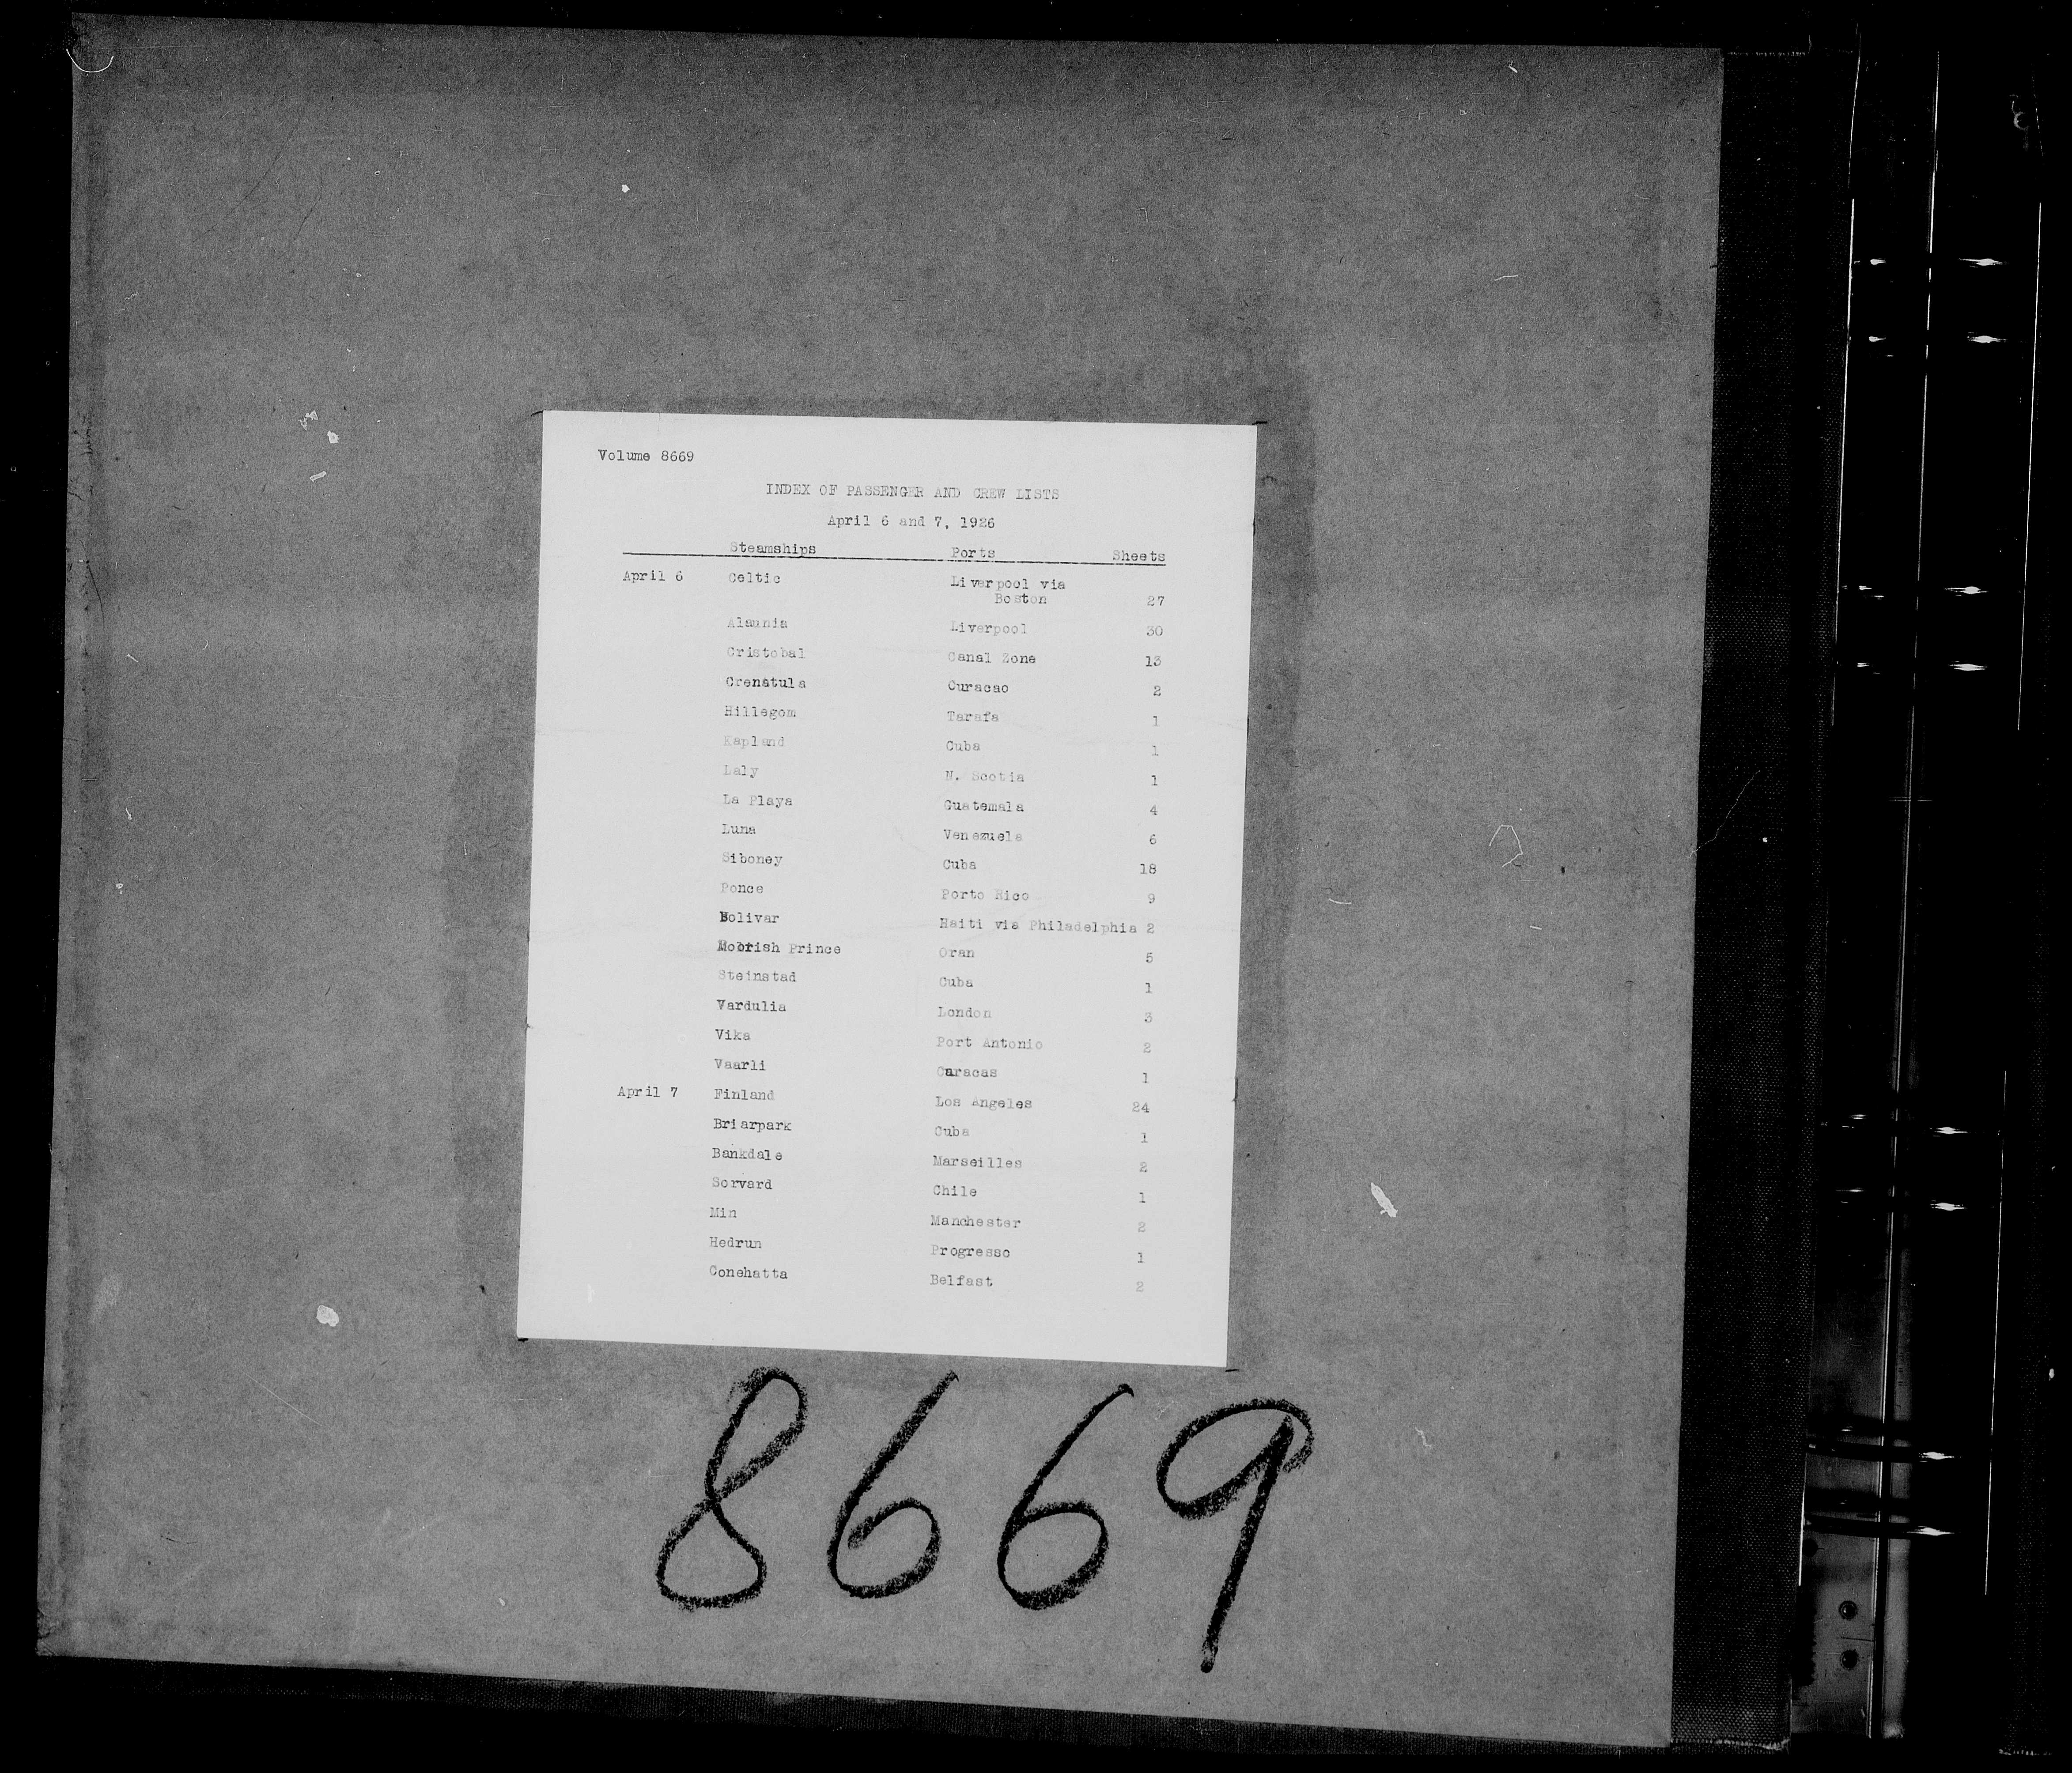 Volume 8669
INDEX OF PASSENGER AND CREW LISTS
April 6 and 7, 1926
Steamships Ports Sheets
April 6 Celtic Liverpool via
Boston 27
Alaunia Liverpool 30
Cristobal Canal Zone 13
Crenatula Curacao 2
Hillegom Tarafa 1
Kapland Cuba 1
Laly N. Scotia 1
La Playa Guatemala 4
Luna Venezuela 6
Siboney Cuba 18
Ponce Porto Rico 9
Bolivar Haiti via Philadelphia 2
Moorish Prince Oran 5
Steinstad Cuba 1
Vardulia London 3
Vika Port Antonio 2
Vaarli Caracas 1
April 7 Finland Los Angeles 24
Briarpark Cuba 1
Bankdale Marseilles 2
Sorvard Chile 1
Min Manchester 2
Hedrun Progresso 1
Conehatta Belfast 2
8669